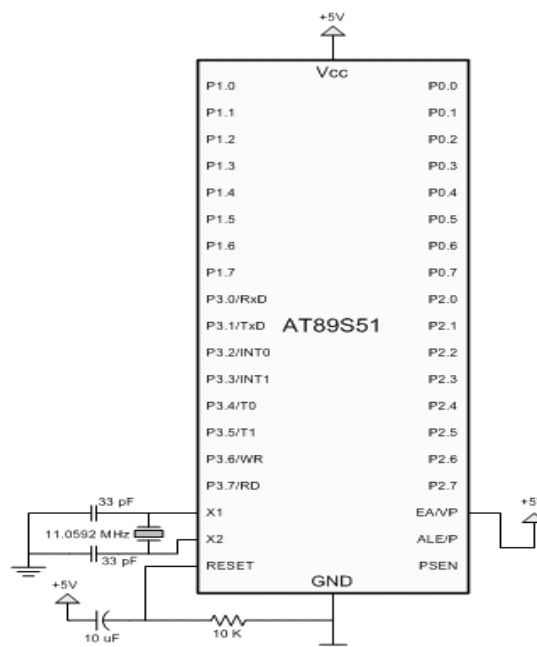 +5V
Vcc
P1.0 P0.0
P1.1 P0.1
P1.2 P0.2
P1.3 P0.3
P1.4 P0.4
P1.5 P0.5
P1.6 P0.6
P1.7 P0.7
P3.0/RxD P2.0
P3.1/TxD AT89S51 P2.1
P3.2/INT0 P2.2
P3.3/INT1 P2.3
P3.4/T0 P2.4
P3.5/T1 P2.5
P3.6/WR P2.6
P3.7/RD P2.7
33 pF +5V
X1 EA/VP
11.0592 MHz
X2 ALE/P
33 pF
RESET PSEN
GND
+5V
10 uF 10 K